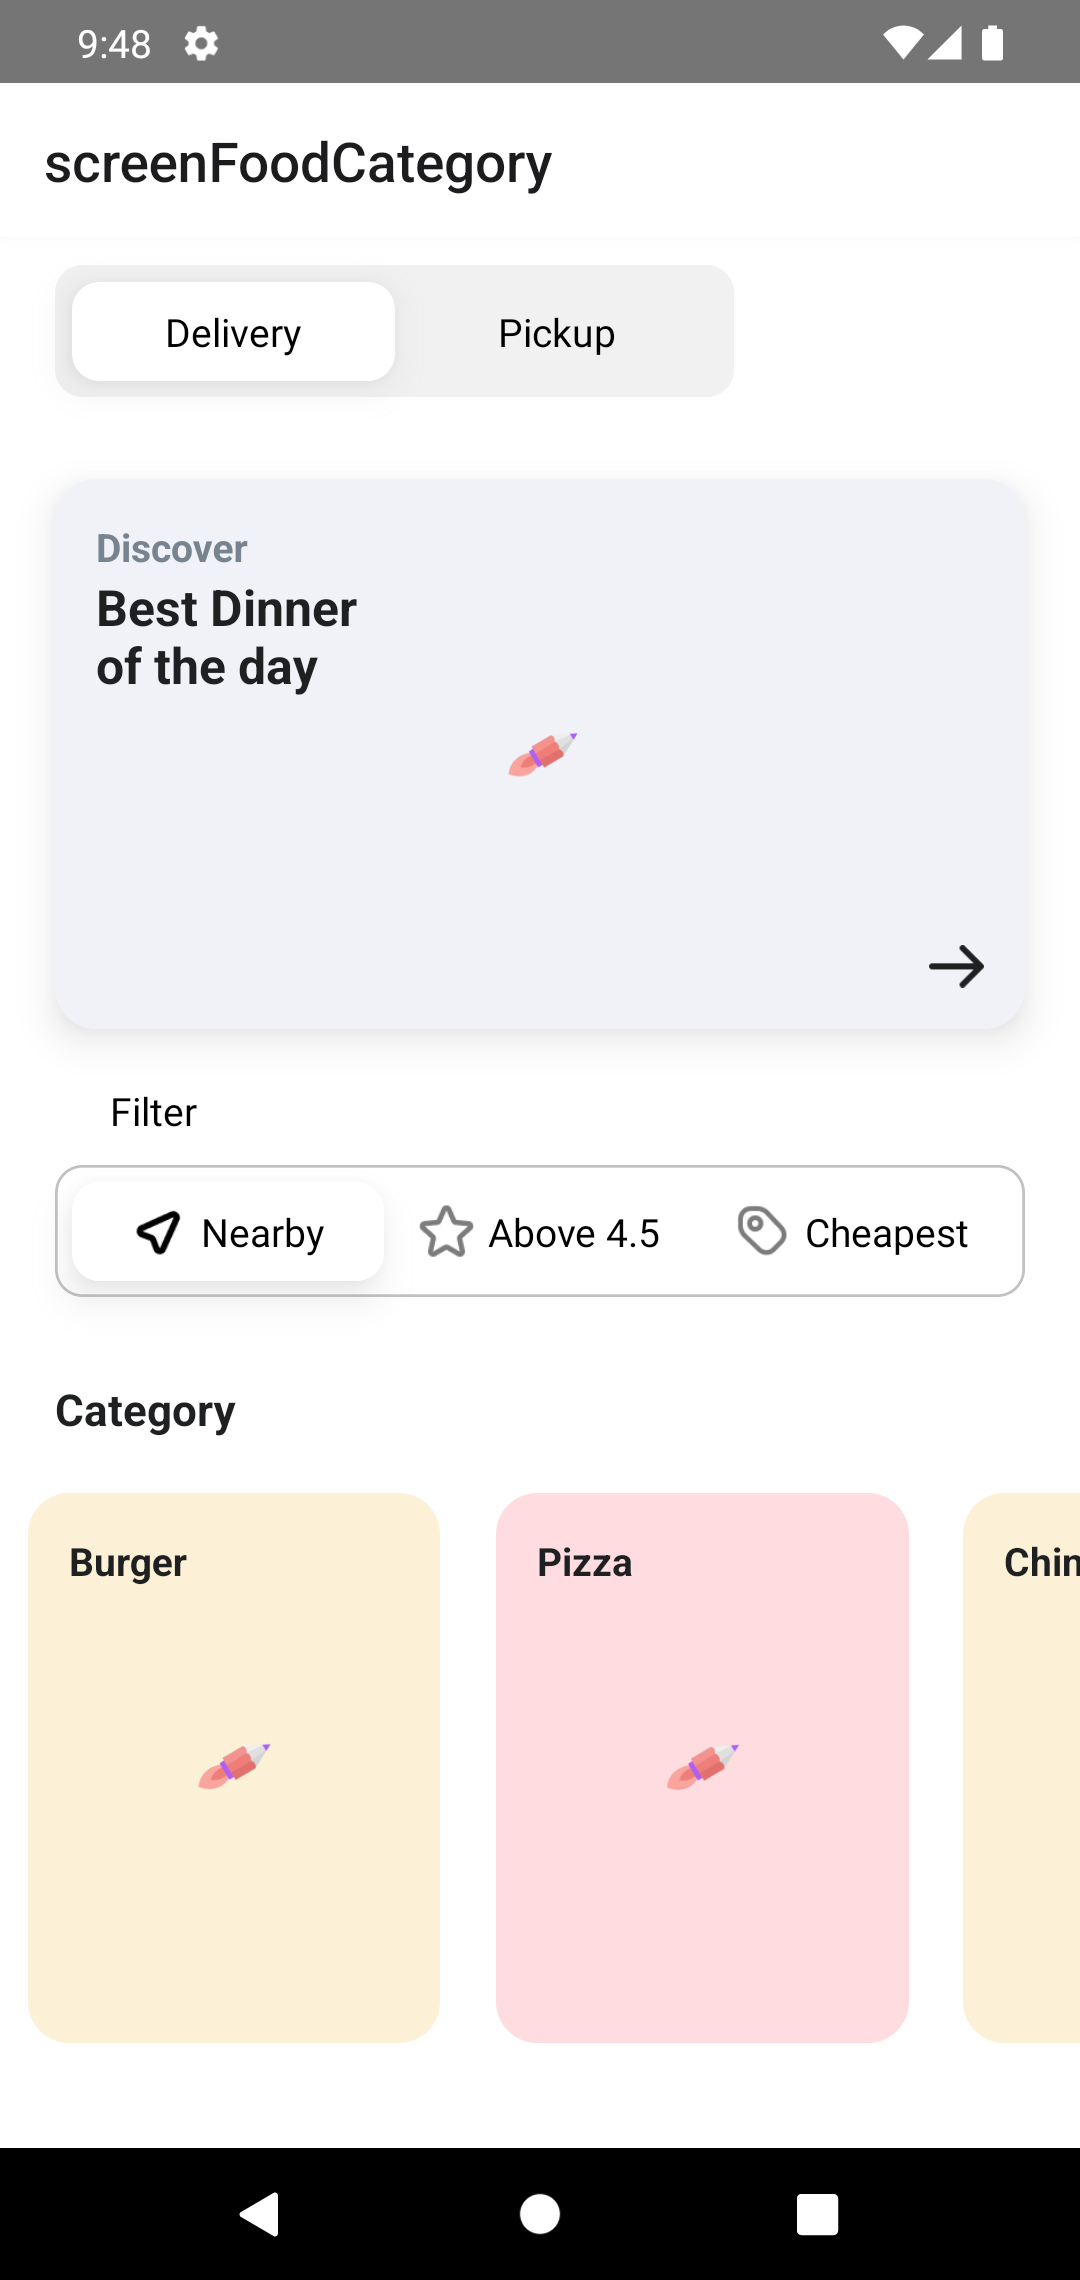 9:48
screenFoodCategory
Delivery Pickup
Discover
Best Dinner
of the day
Filter
Nearby Above 4.5 Cheapest
Category
Burger Pizza Chin